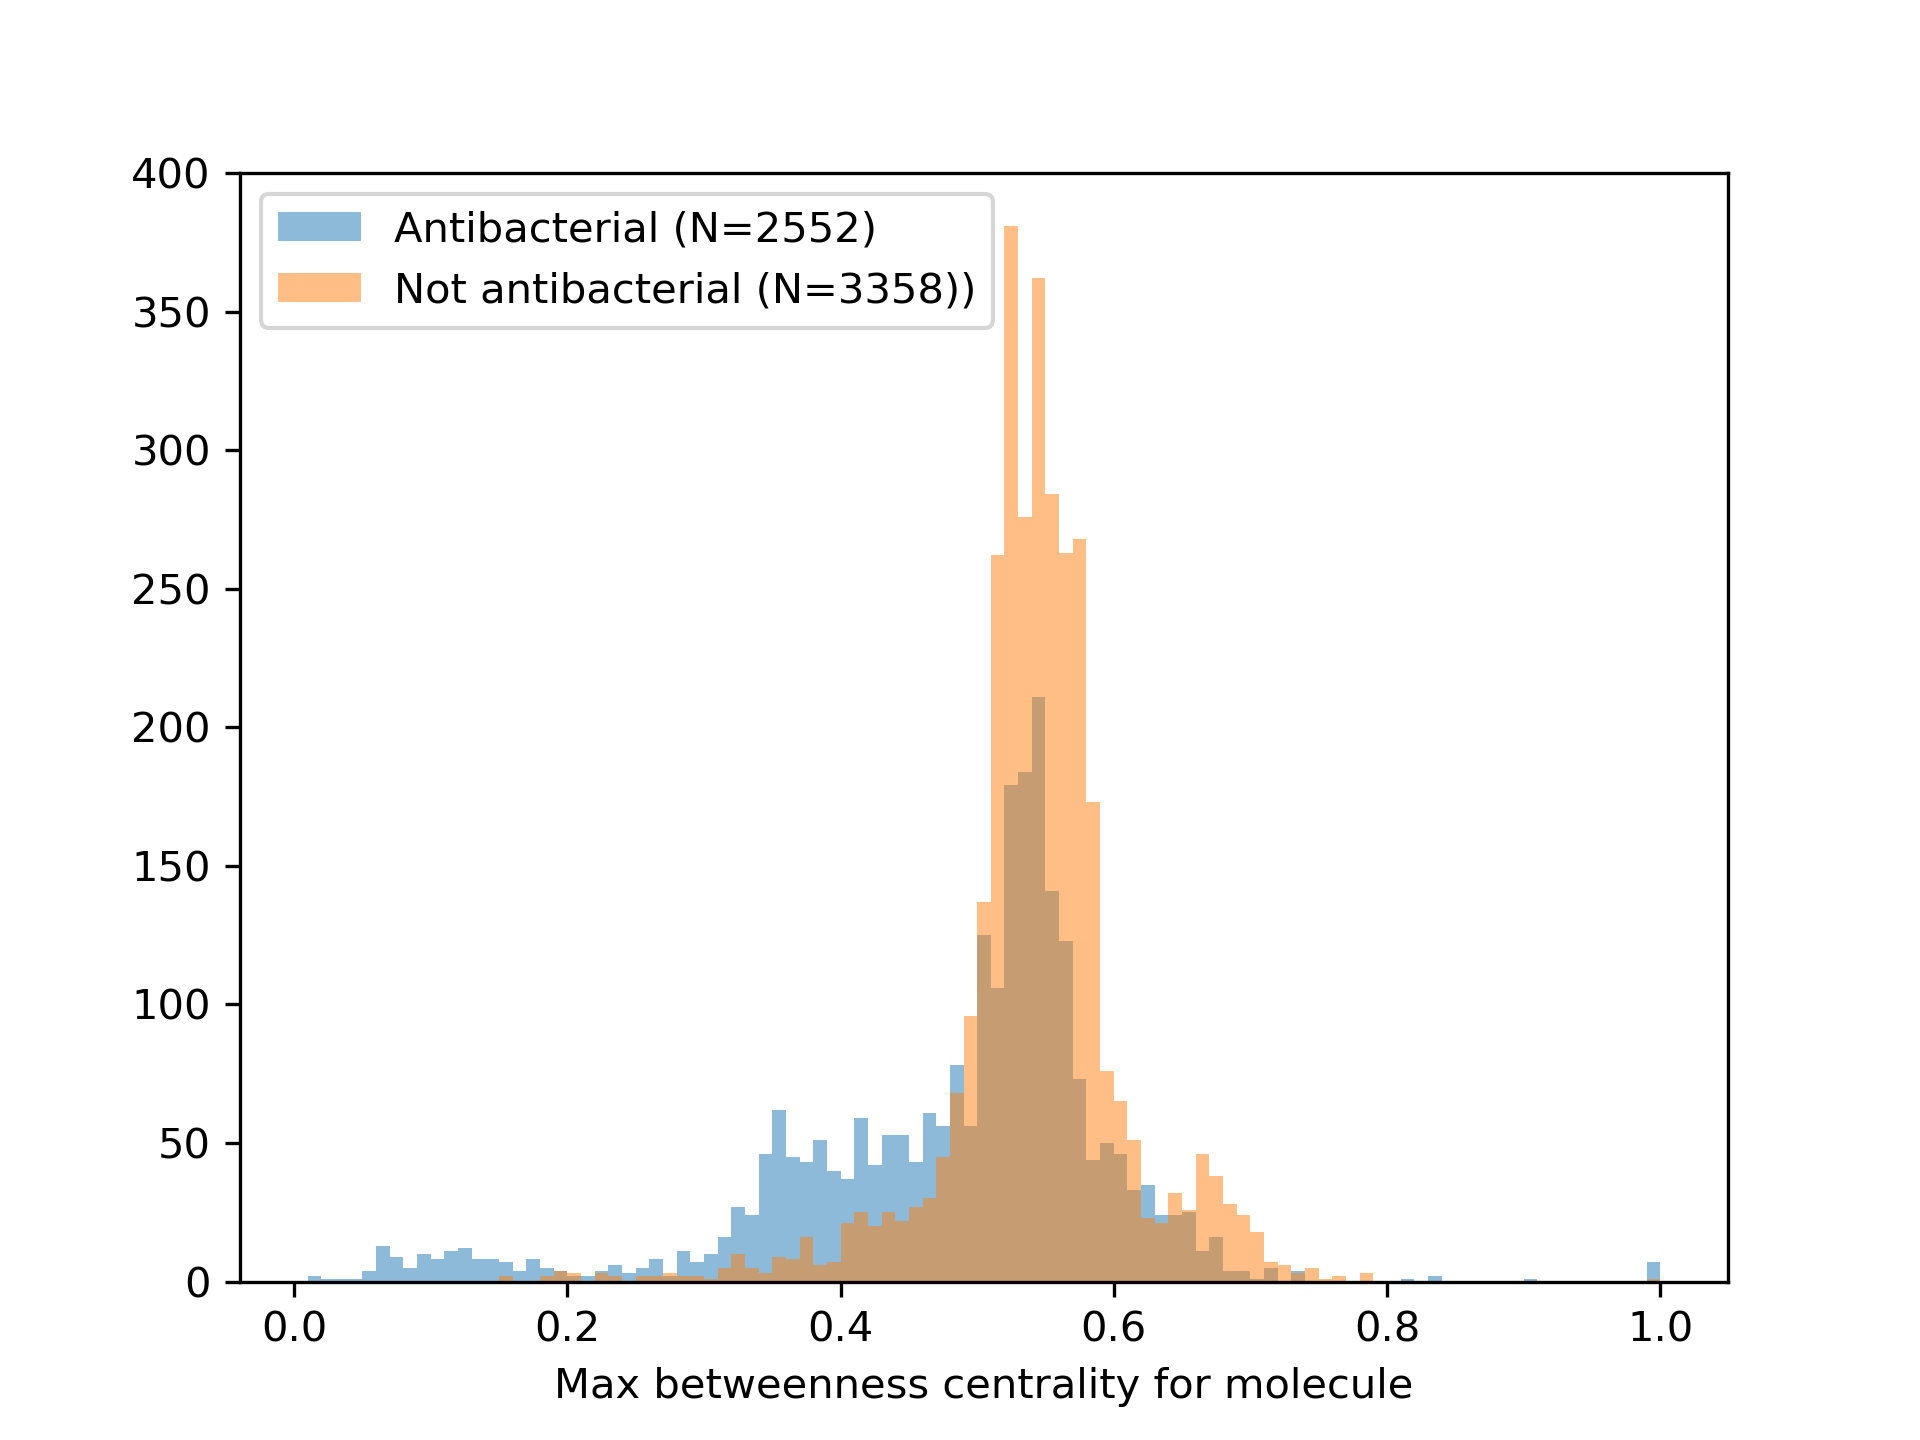 400
350
300
250
200
150
100
50
0
Antibacterial (N=2552)
Not antibacterial (N=3358))
0.0 0.2 0.4 0.6 0.8 1.0
Max betweenness centrality for molecule